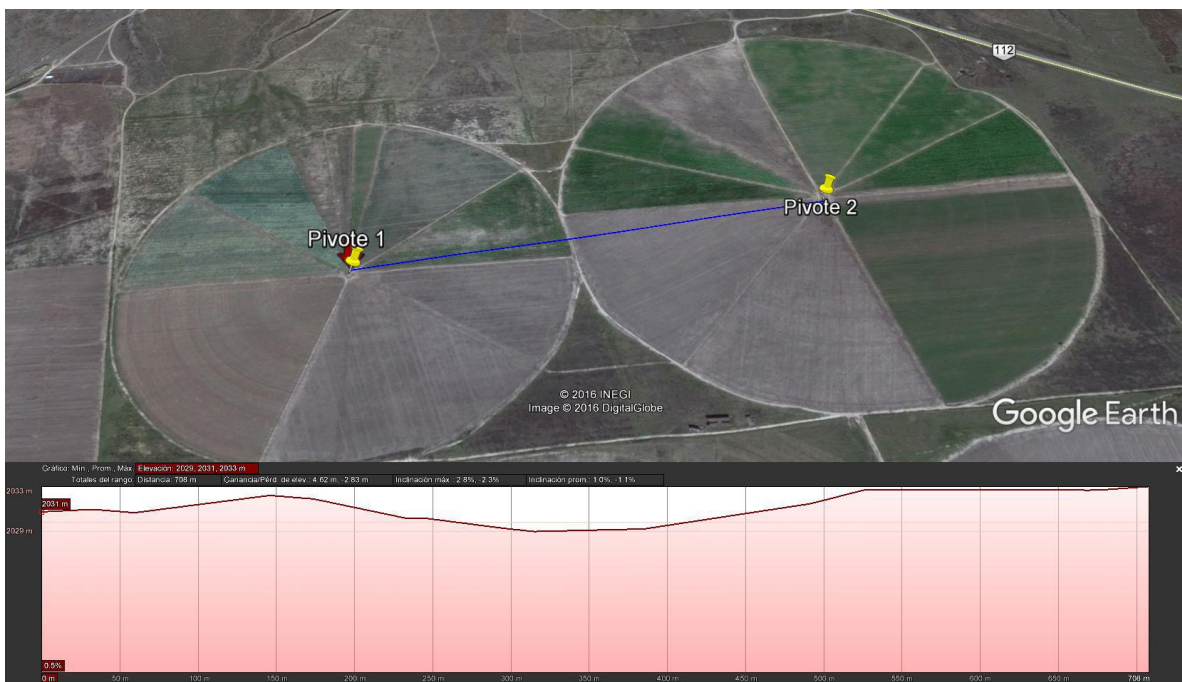 112
Pivote 2
Pivote 1
© 2016 INEGI
Image © 2016 DigitalGlobe
Google Earth
Gráfico: Mín., Prom., Máx. Elevación: 2029, 2031, 2033 m
Totales del rango: Distancia: 708 m Ganancia/Pérd. de elev.: 4.62 m, -2.83 m Inclinación máx.: 2.8%, -2.3% Inclinación prom.: 1.0%, -1.1%
2033 m
2031 m
2029 m
0.5%
0 m 50 m 100 m 150 m 200 m 250 m 300 m 350 m 400 m 450 m 500 m 550 m 600 m 650 m 708 m